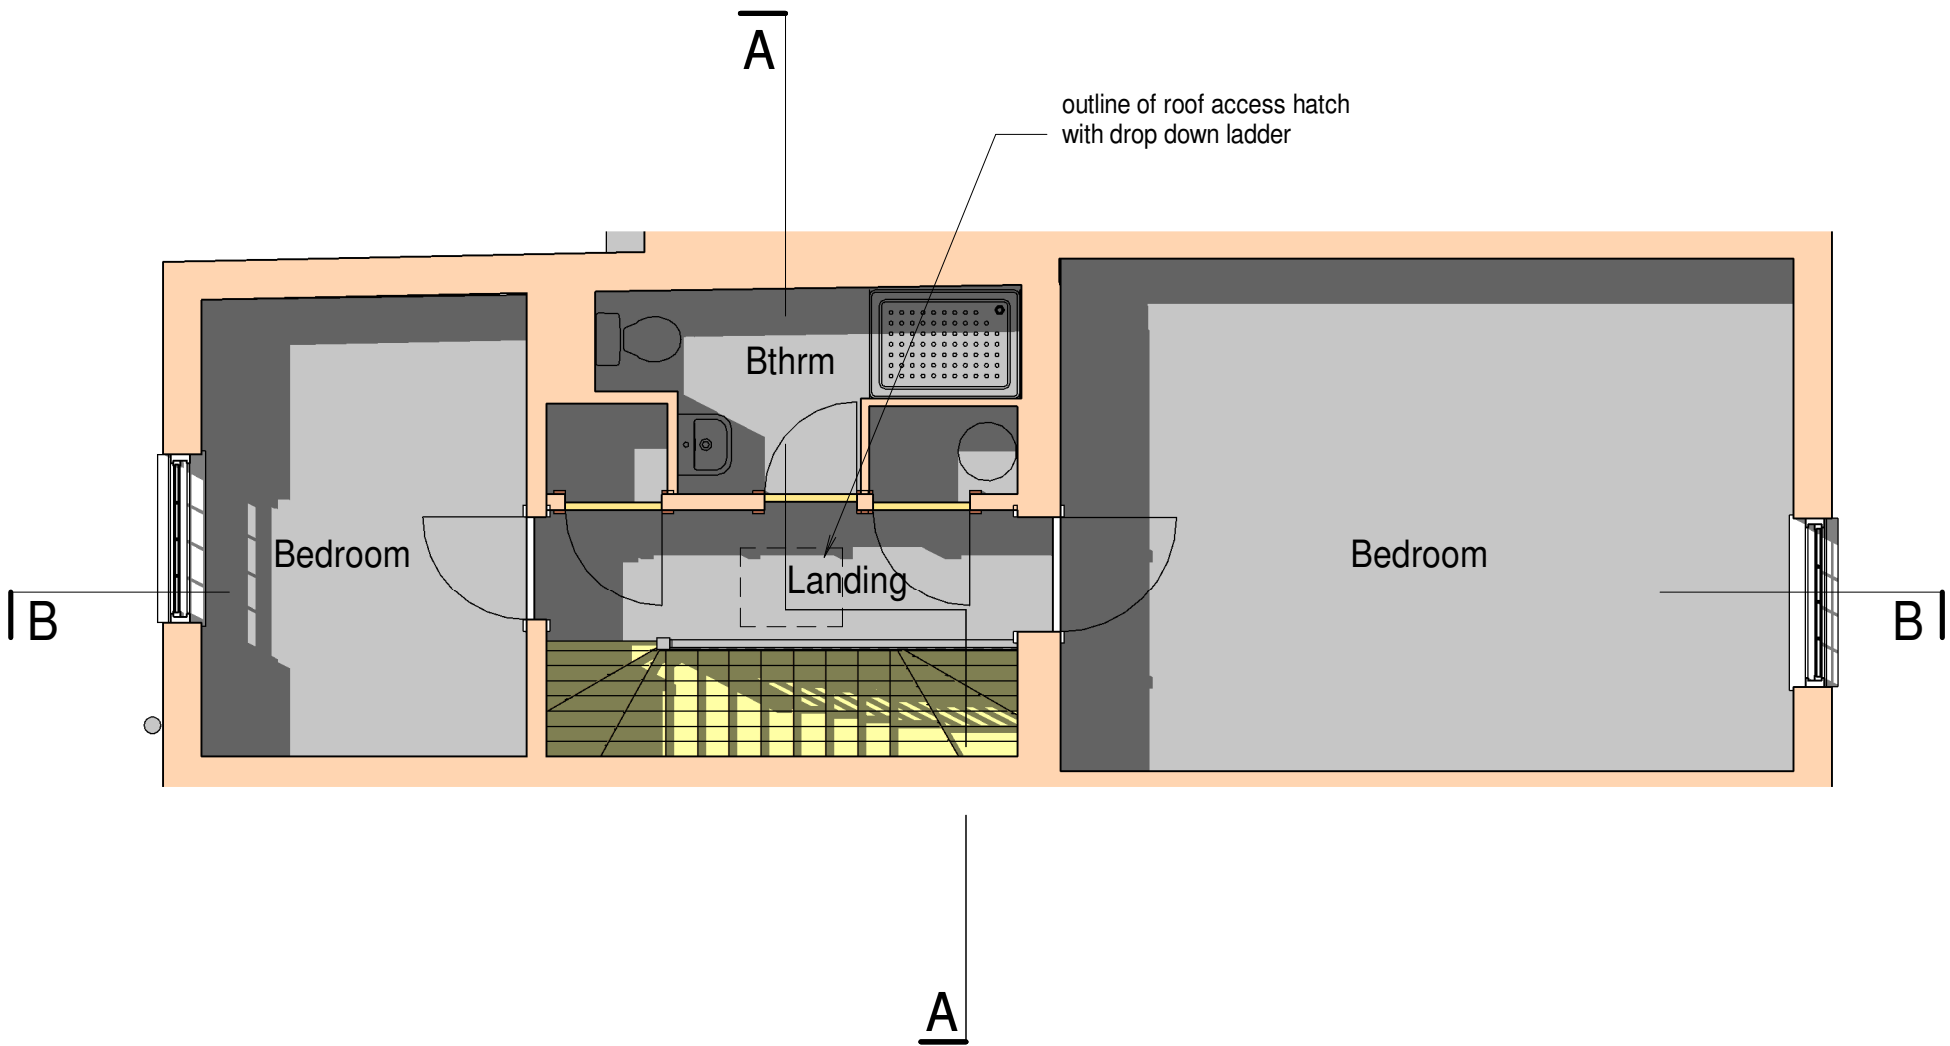 A
outline of roof access hatch
with drop down ladder
Bthrm
Bedroom
Landing
Bedroom
B
B
A